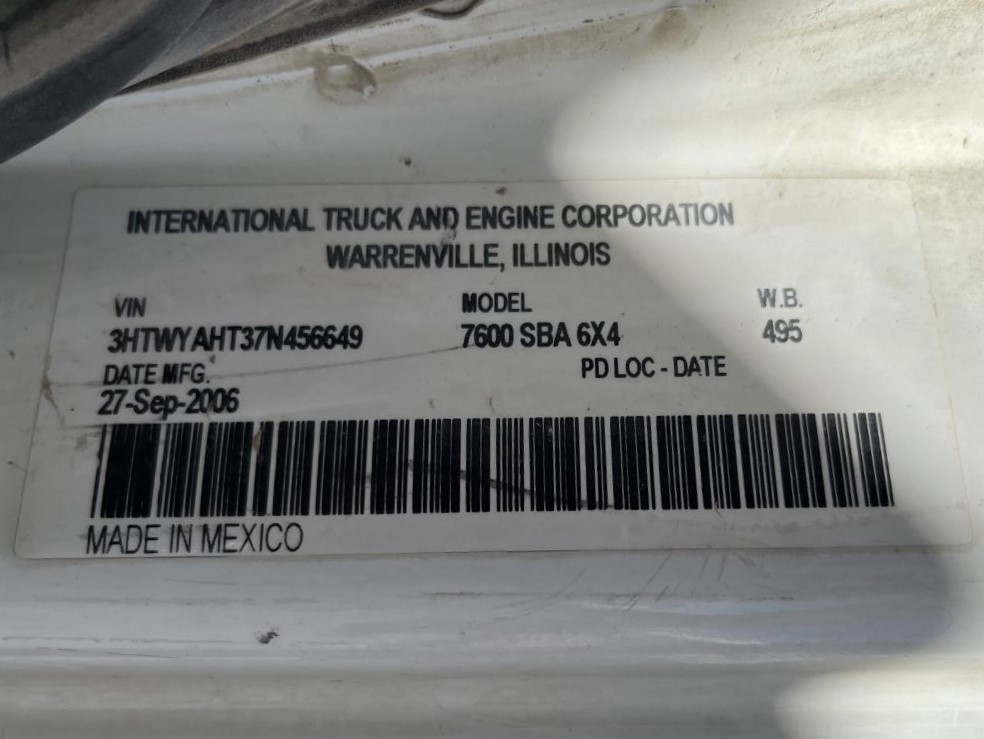 INTERNATIONAL TRUCK AND ENGINE CORPORATION
WARRENVILLE, ILLINOIS
VIN MODEL W.B.
3HTWYAHT37N456649 7600 SBA 6X4 495
DATE MFG. PD LOC - DATE
27-Sep-2006
MADE IN MEXICO